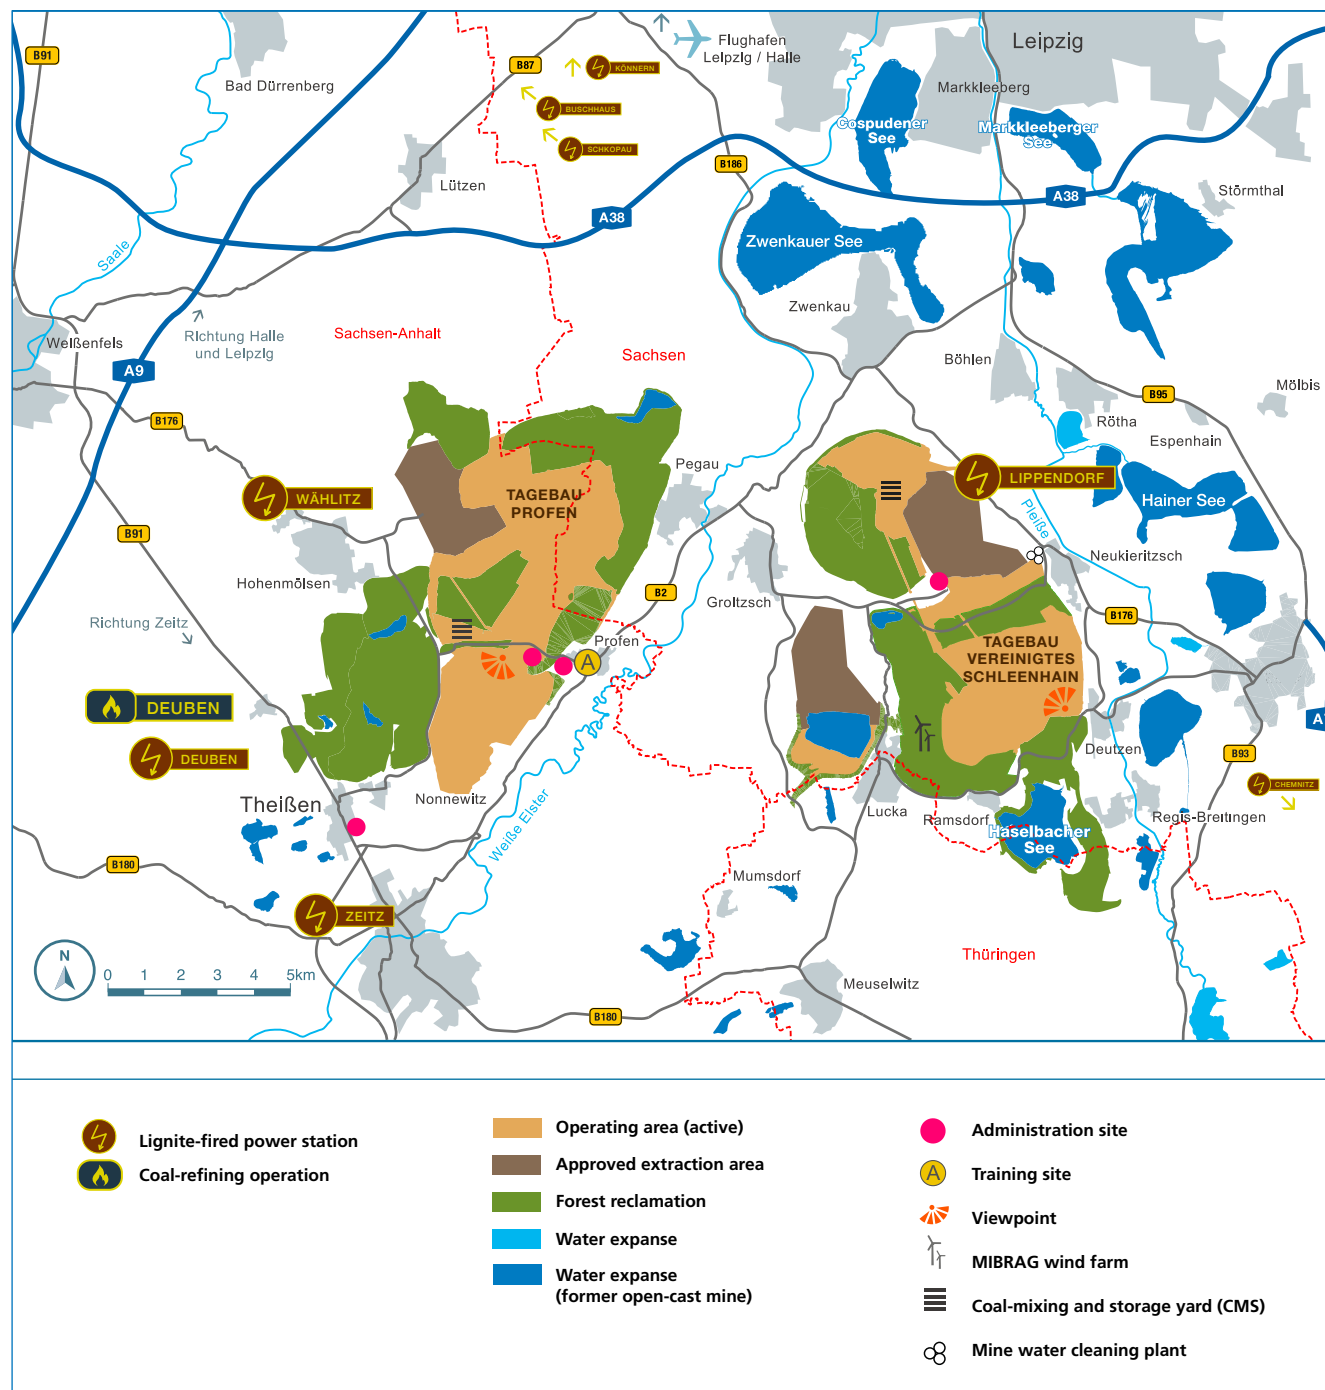 Flughafen
Leipzig / Halle
Leipzig
Markkleeberg
B91
Bad Dürrenberg
B87
KÖNNERN
BUSCHHAUS
SCHKOPAU
Cospudener
See
Markkleeberger
See
B186
Lützen
A38
A38
Störmthal
Saale
Zwenkauer See
Zwenkau
Richtung Halle
und Leipzig
Sachsen-Anhalt
Sachsen
Weißenfels
A9
Böhlen
B95
Mölbis
B176
Rötha
Espenhain
Pegau
WÄHLITZ
TAGEBAU
PROFEN
LIPPENDORF
Hainer See
Pleiße
B91
Neukieritzsch
Hohenmölsen
B2
Groitzsch
B176
Richtung Zeitz
Profen
A
TAGEBAU
VEREINIGTES
SCHLEENHAIN
DEUBEN
DEUBEN
A
Deutzen
B93
CHEMNITZ
Theißen
Nonnewitz
Lucka
Ramsdorf
Regis-Breitingen
Haselbacher
See
Weiße Elster
B180
Mumsdorf
ZEITZ
Thüringen
N
0 1 2 3 4 5km
Meuselwitz
B180
Lignite-fired power station
Coal-refining operation
Operating area (active)
Approved extraction area
Forest reclamation
Water expanse
Water expanse
(former open-cast mine)
Administration site
A
Training site
Viewpoint
MIBRAG wind farm
Coal-mixing and storage yard (CMS)
Mine water cleaning plant